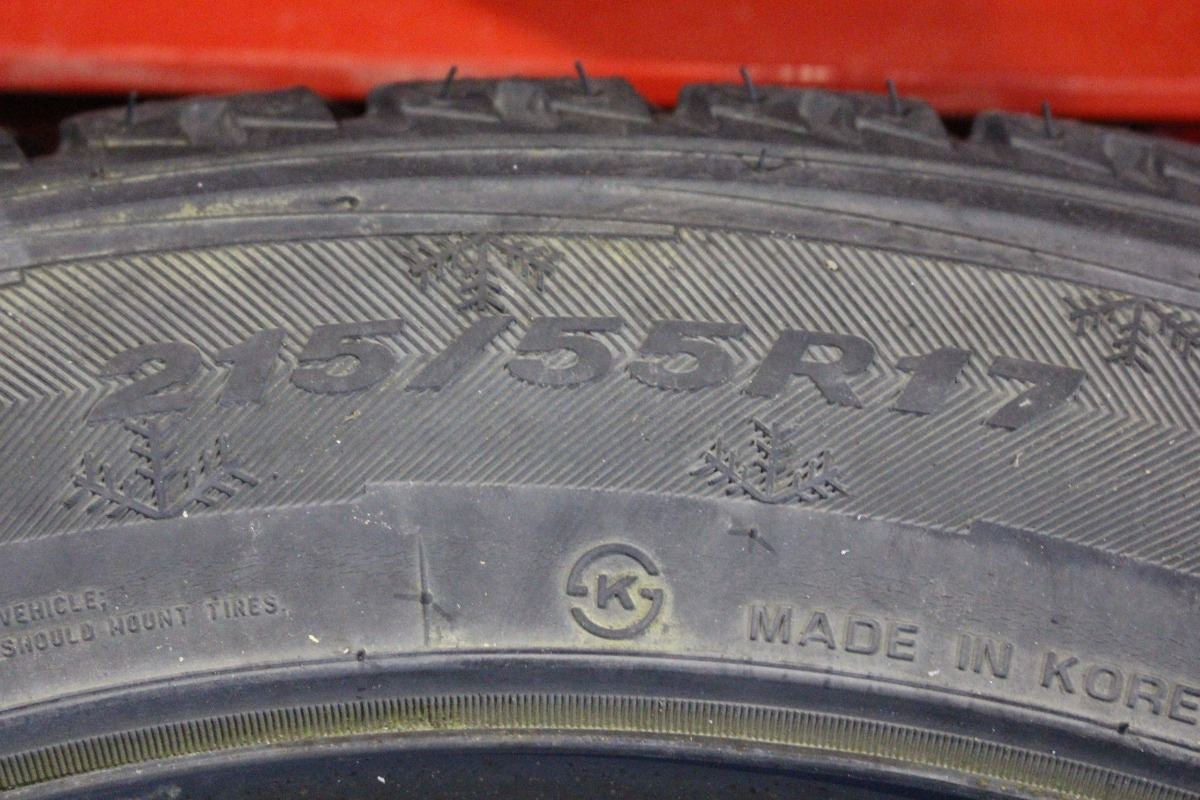 215/55R17
VEHICLE;
SHOULD MOUNT TIRES.
K
MADE IN KORE